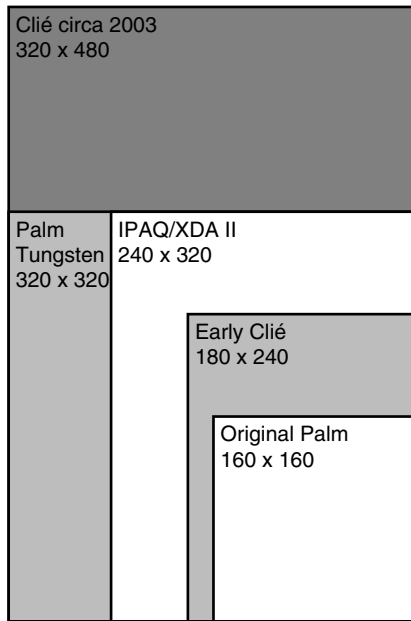 Clié circa 2003
320 x 480
Palm
Tungsten
320 x 320
IPAQ/XDA II
240 x 320
Early Clié
180 x 240
Original Palm
160 x 160